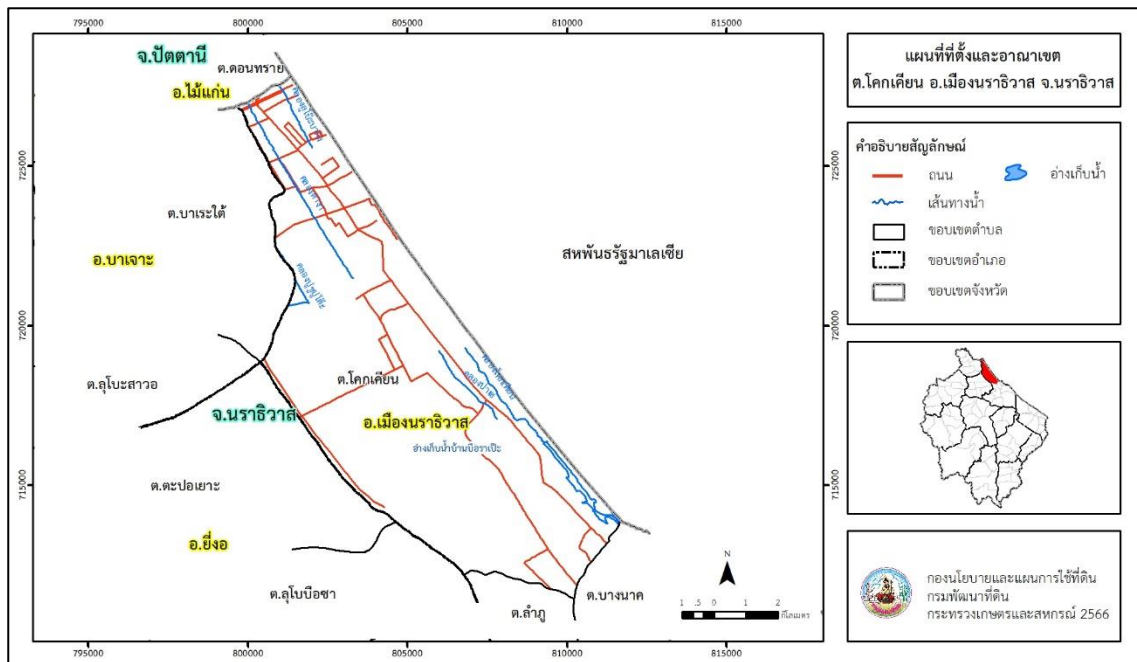 795000 800000 805000 810000 815000
725000
720000
715000
จ.ปัตตานี
ต.ดอนทราย
อ.ไม้แก่น
ต.บาเระใต้
อ.บาเจาะ
สหพันธรัฐมาเลเซีย
ต.ลุโบะสาวอ
ต.โคกเคียน
จ.นราธิวาส
อ.เมืองนราธิวาส
อ่างเก็บน้ำบ้านบือราเป๊ะ
ต.ตะปอเยาะ
อ.ยี่งอ
ต.ลุโบบือซา
ต.ลำภู
ต.บางนาค
N
1 .5 0 1 2
กิโลเมตร
725000
720000
715000
795000 800000 805000 810000 815000
แผนที่ที่ตั้งและอาณาเขต
ต.โคกเคียน อ.เมืองนราธิวาส จ.นราธิวาส
คำอธิบายสัญลักษณ์
ถนน
อ่างเก็บน้ำ
เส้นทางน้ำ
ขอบเขตตำบล
ขอบเขตอำเภอ
ขอบเขตจังหวัด
กองนโยบายและแผนการใช้ที่ดิน
กรมพัฒนาที่ดิน
กระทรวงเกษตรและสหกรณ์ 2566